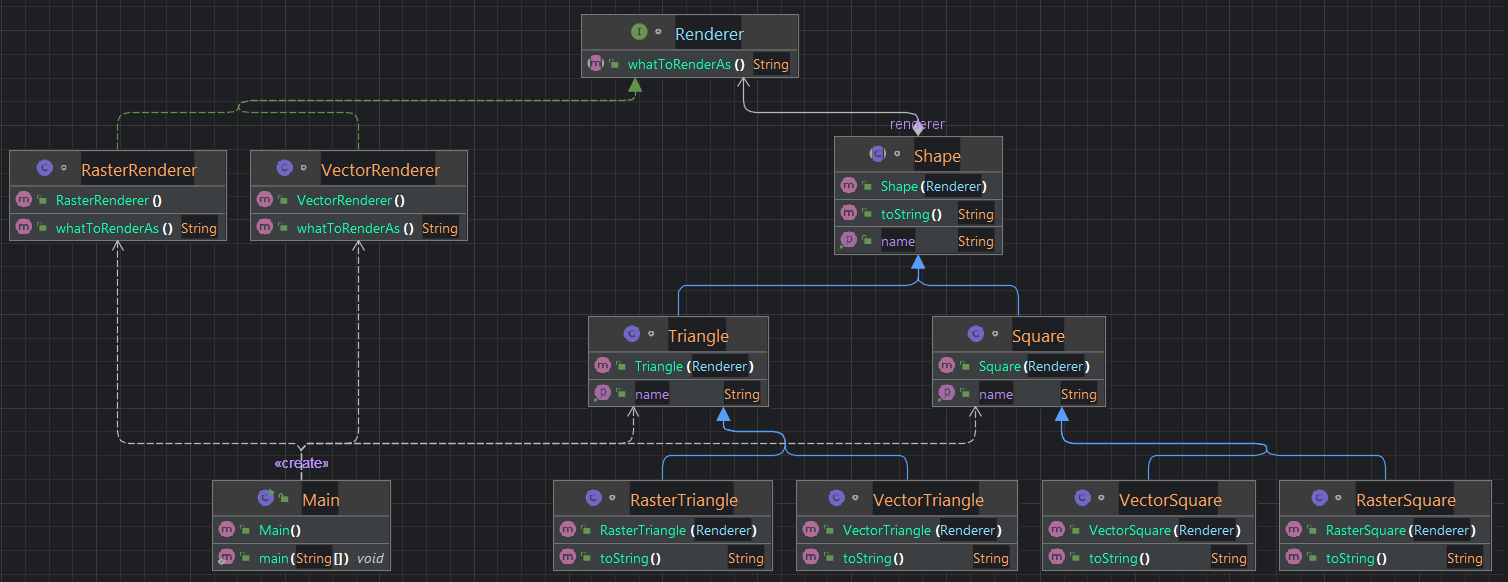 Renderer
whatToRenderAs () String
renderer
RasterRenderer
RasterRenderer ()
whatToRenderAs () String
VectorRenderer
VectorRenderer ()
whatToRenderAs () String
Shape
Shape (Renderer)
toString () String
name String
Triangle
Triangle (Renderer)
name String
Square
Square (Renderer)
name String
«create»
Main
Main()
main (String[]) void
RasterTriangle
RasterTriangle (Renderer)
toString () String
VectorTriangle
VectorTriangle (Renderer)
toString () String
VectorSquare
VectorSquare (Renderer)
toString () String
RasterSquare
RasterSquare (Renderer)
toString () String